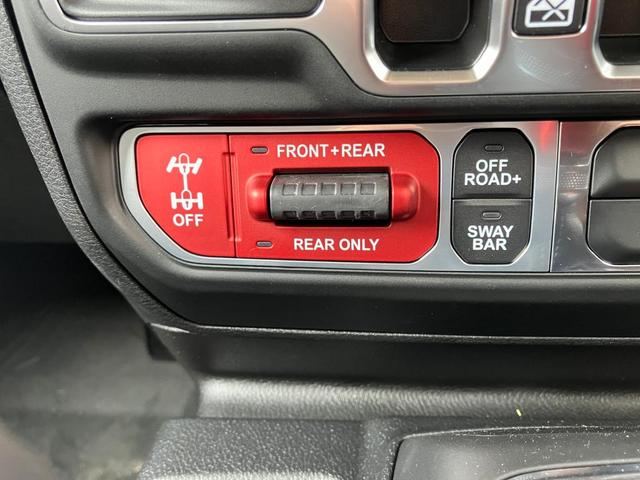 FRONT+REAR
OFF
REAR ONLY
OFF
ROAD+
SWAY
BAR